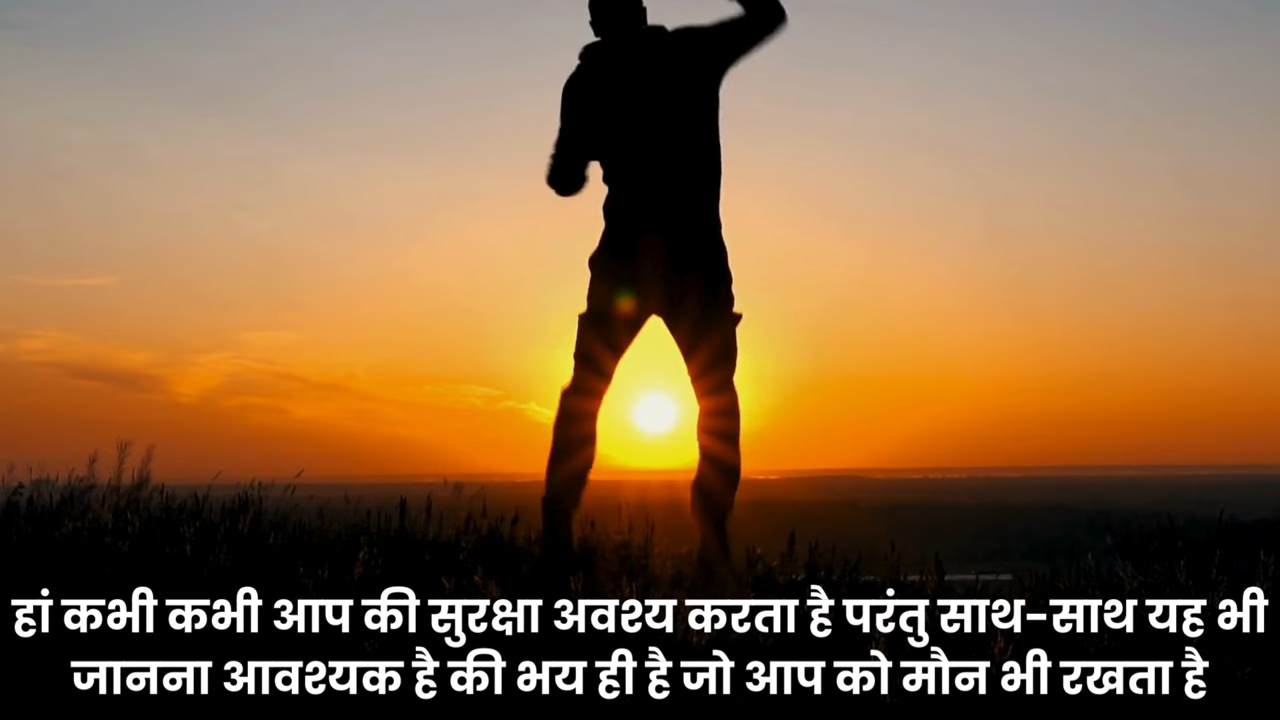 हां कभी कभी आप की सुरक्षा अवश्य करता है परंतु साथ-साथ यह भी
जानना आवश्यक है की भय ही है जो आप को मौन भी रखता है